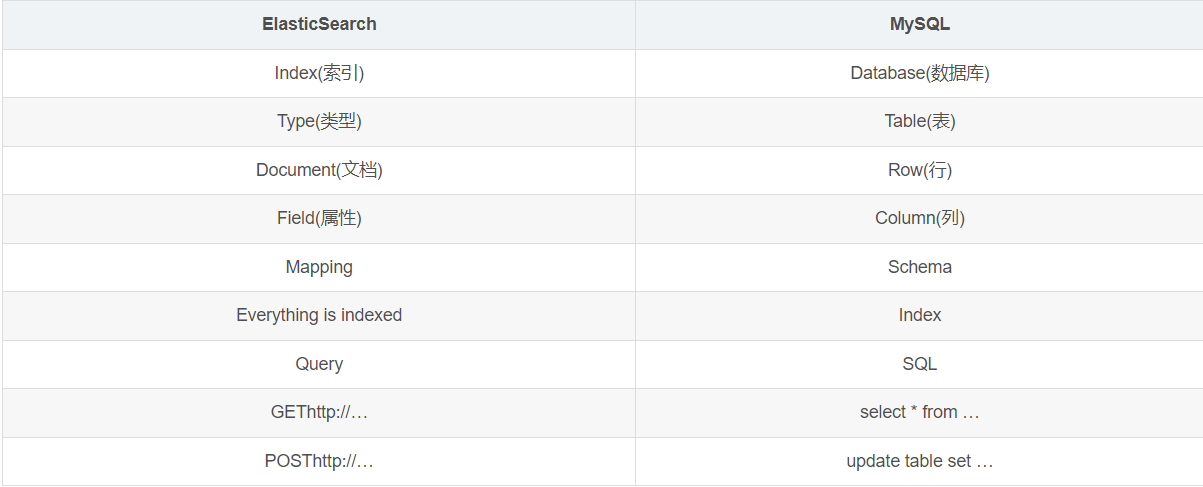 ElasticSearch MySQL
Index(索引) Database(数据库)
Type(类型) Table(表)
Document(文档) Row(行)
Field(属性) Column(列)
Mapping Schema
Everything is indexed Index
Query SQL
GEThttp://… select * from …
POSThttp://… update table set …